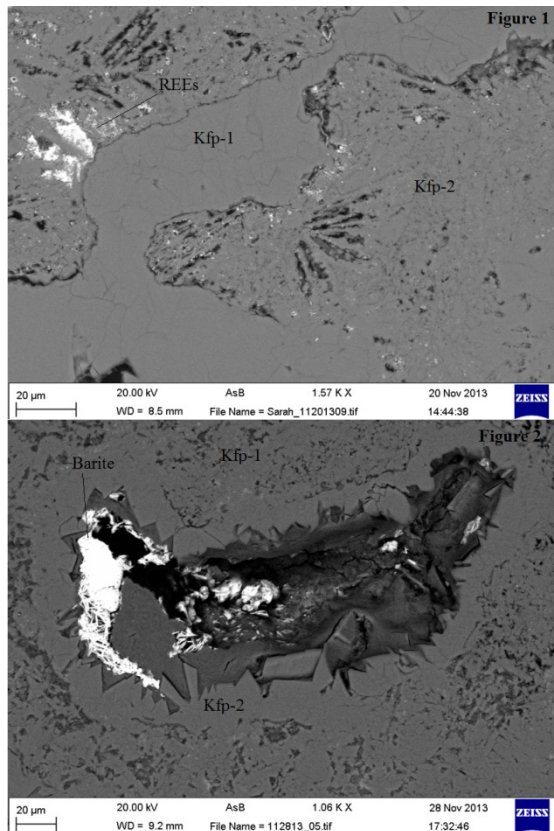 Figure 1
REEs
Kfp-1
Kfp-2
20 µm 20.00 kV AsB 1.57 K X 20 Nov 2013 ZEISS
WD = 8.5 mm File Name = Sarah_11201309.tif 14:44:38
Figure 2
Kfp-1
Barite
Kfp-2
20 µm 20.00 kV AsB 1.06 K X 28 Nov 2013 ZEISS
WD = 9.2 mm File Name = 112813_05.tif 17:32:46